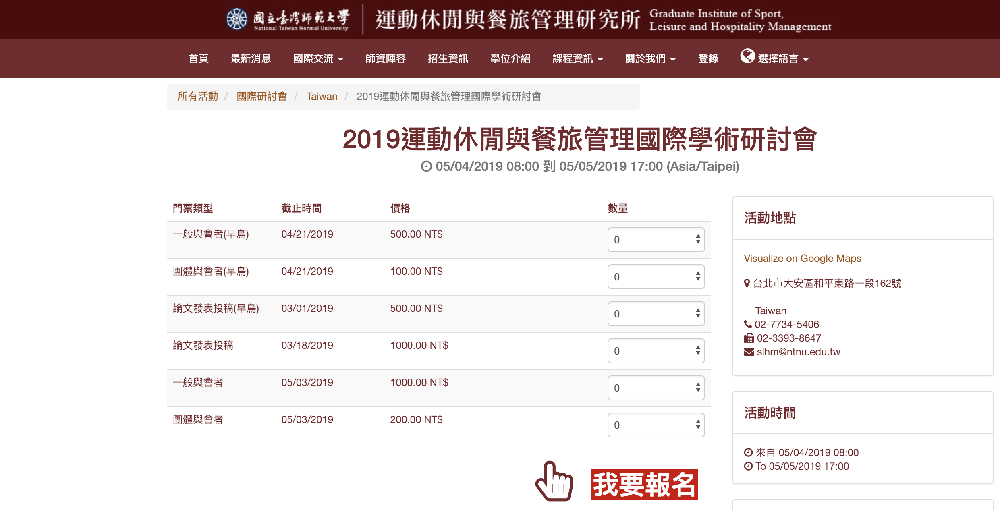 國立臺灣師範大學
National Taiwan Normal University
運動休閒與餐旅管理研究所
Graduate Institute of Sport,
Leisure and Hospitality Management
首頁 最新消息 國際交流 師資陣容 招生資訊 學位介紹 課程資訊 關於我們 登錄 選擇語言
所有活動 / 國際研討會 / Taiwan / 2019運動休閒與餐旅管理國際學術研討會
2019運動休閒與餐旅管理國際學術研討會
05/04/2019 08:00 到 05/05/2019 17:00 (Asia/Taipei)
門票類型 截止時間 價格 數量
一般與會者(早鳥) 04/21/2019 500.00 NT$ 0
團體與會者(早鳥) 04/21/2019 100.00 NT$ 0
論文發表投稿(早鳥) 03/01/2019 500.00 NT$ 0
論文發表投稿 03/18/2019 1000.00 NT$ 0
一般與會者 05/03/2019 1000.00 NT$ 0
團體與會者 05/03/2019 200.00 NT$ 0
我要報名
活動地點
Visualize on Google Maps
台北市大安區和平東路一段162號
Taiwan
02-7734-5406
02-3393-8647
slhm@ntnu.edu.tw
活動時間
來自 05/04/2019 08:00
To 05/05/2019 17:00